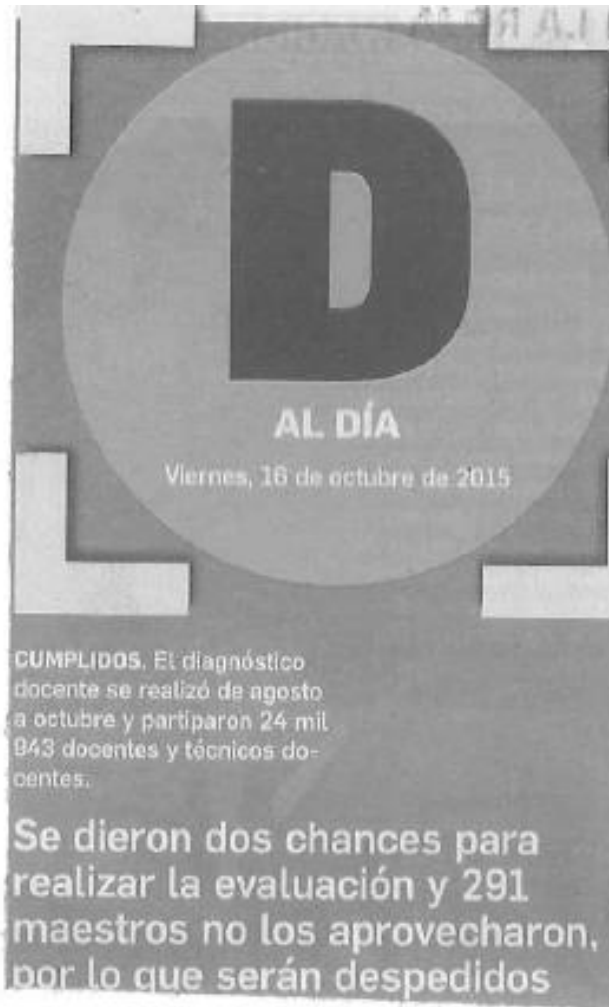 D
AL DÍA
Viernes, 16 de octubre de 2015
CUMPLIDOS. El diagnóstico
docente se realizó de agosto
a octubre y partiparon 24 mil
943 docentes y técnicos do-
centes.
Se dieron dos chances para
realizar la evaluación y 291
maestros no los aprovecharon,
por lo que serán despedidos